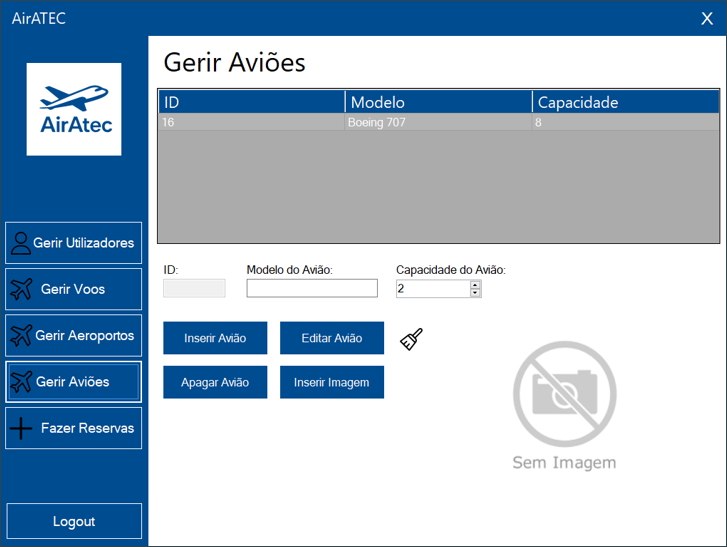 AirATEC
X
AirAtec
Gerir Utilizadores
Gerir Voos
Gerir Aeroportos
Gerir Aviões
Fazer Reservas
Logout
Gerir Aviões
ID Modelo Capacidade
16 Boeing 707 8
ID: Modelo do Avião: Capacidade do Avião:
2
Inserir Avião Editar Avião
Apagar Avião Inserir Imagem
Sem Imagem